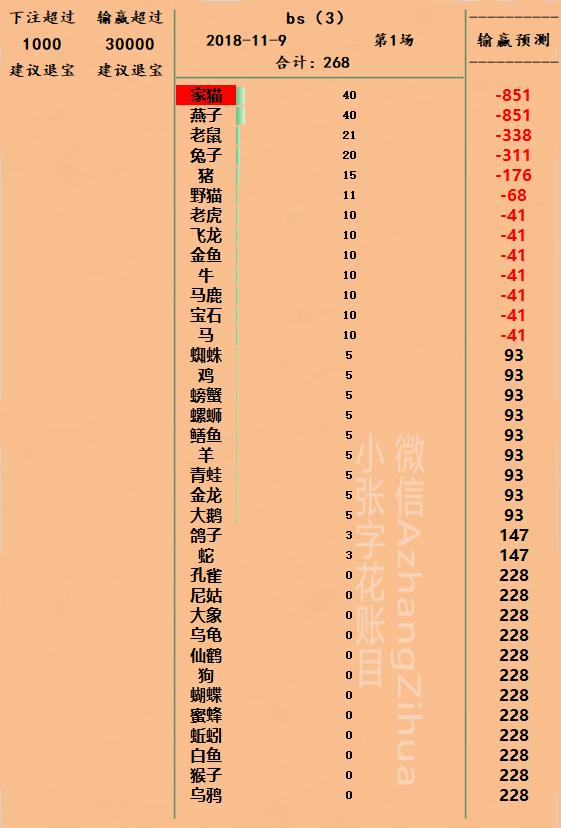 下注超过 输赢超过
1000 30000
建议退宝 建议退宝
bs（3）
2018-11-9 第1场
合计：268
输赢预测
家猫 40 -851
燕子 40 -851
老鼠 21 -338
兔子 20 -311
猪 15 -176
野猫 11 -68
老虎 10 -41
飞龙 10 -41
金鱼 10 -41
牛 10 -41
马鹿 10 -41
宝石 10 -41
马 10 -41
蜘蛛 5 93
鸡 5 93
螃蟹 5 93
螺蛳 5 93
鳝鱼 5 93
羊 5 93
青蛙 5 93
金龙 5 93
大鹅 5 93
鸽子 3 147
蛇 3 147
孔雀 0 228
尼姑 0 228
大象 0 228
乌龟 0 228
仙鹤 0 228
狗 0 228
蝴蝶 0 228
蜜蜂 0 228
蚯蚓 0 228
白鱼 0 228
猴子 0 228
乌鸦 0 228
微信AzhangZihua
小张字花账目